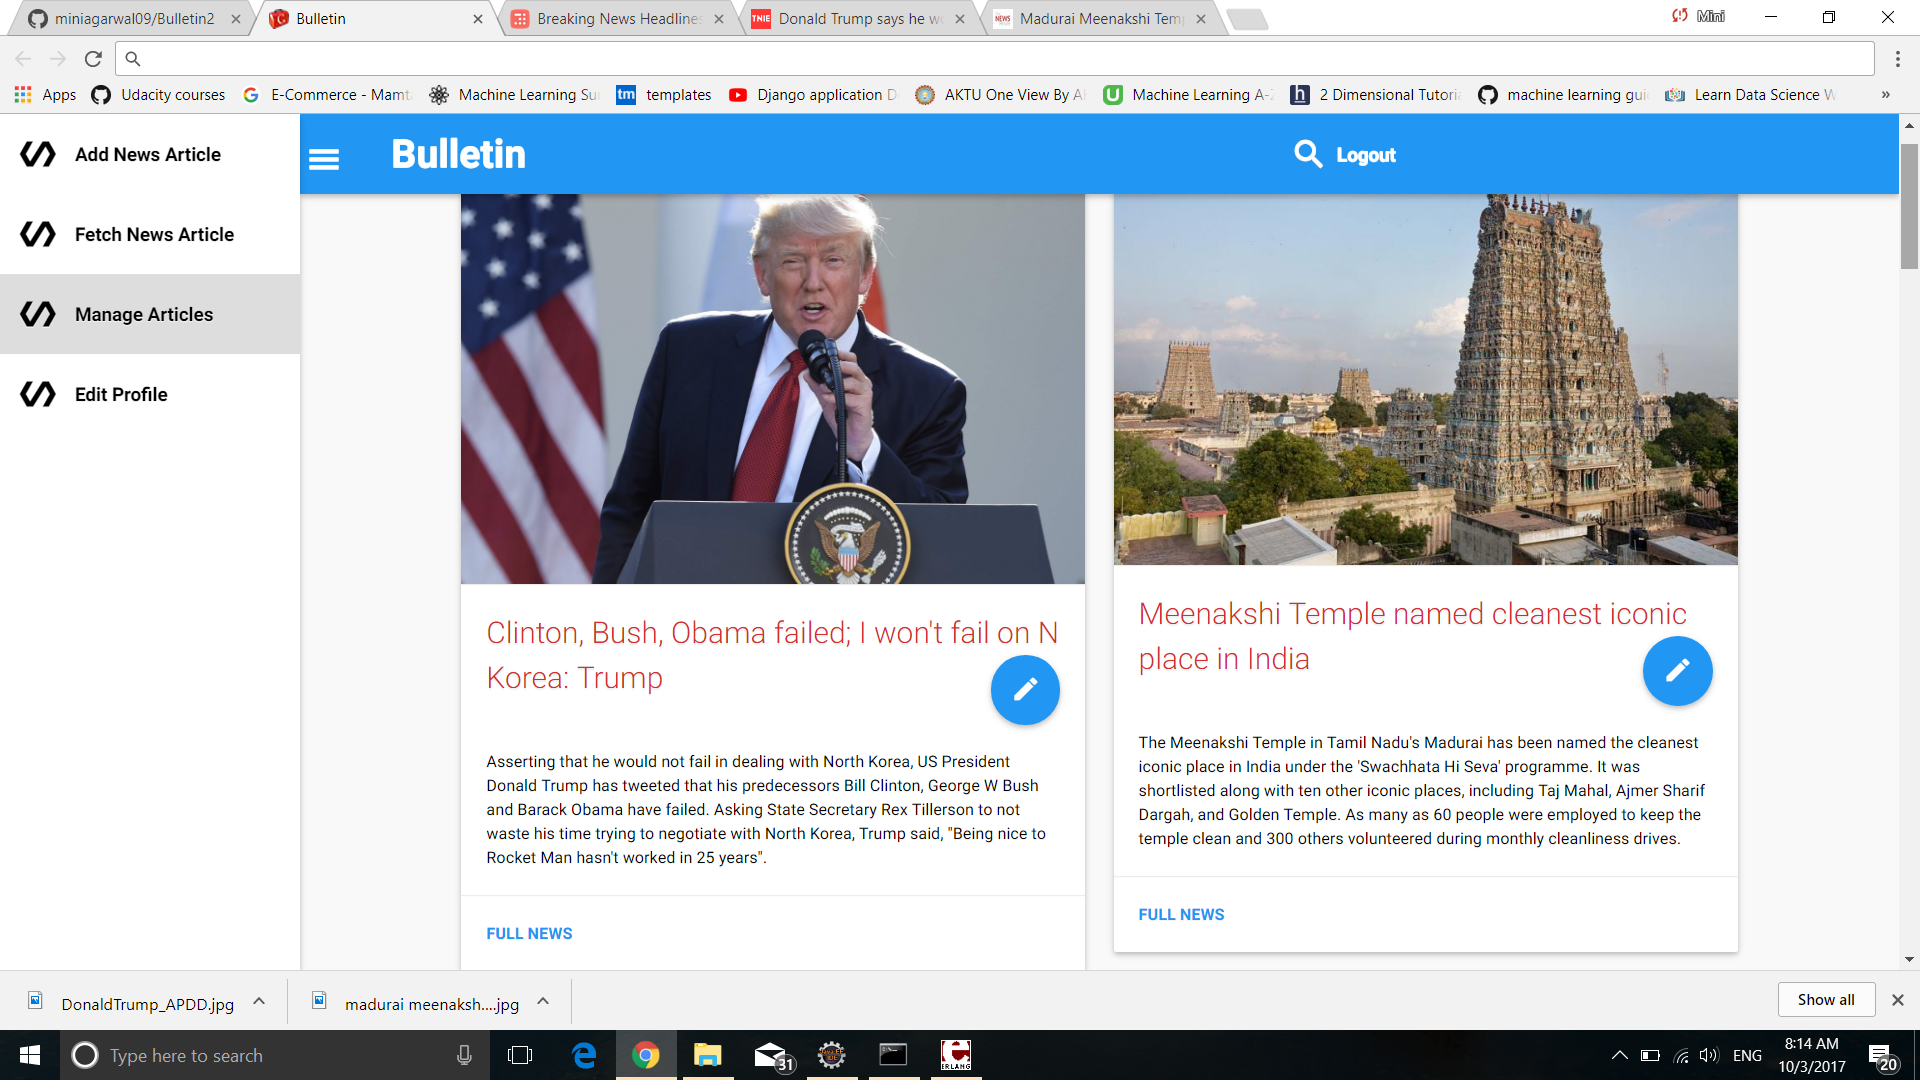 miniagarwal09/Bulletin2
Bulletin
Breaking News Headlines
Donald Trump says he w
Madurai Meenakshi Tem
Mini
Apps
Udacity courses
E-Commerce - Mamt
Machine Learning Su
tm
templates
Django application D
AKTU One View By A
Machine Learning A-Z
h
2 Dimensional Tutoria
machine learning gui
Learn Data Science W
»
Add News Article
Fetch News Article
Manage Articles
Edit Profile
Bulletin
Logout
Clinton, Bush, Obama failed; I won't fail on N
Korea: Trump
Asserting that he would not fail in dealing with North Korea, US President
Donald Trump has tweeted that his predecessors Bill Clinton, George W Bush
and Barack Obama have failed. Asking State Secretary Rex Tillerson to not
waste his time trying to negotiate with North Korea, Trump said, "Being nice to
Rocket Man hasn't worked in 25 years".
FULL NEWS
Meenakshi Temple named cleanest iconic
place in India
The Meenakshi Temple in Tamil Nadu's Madurai has been named the cleanest
iconic place in India under the 'Swachhata Hi Seva' programme. It was
shortlisted along with ten other iconic places, including Taj Mahal, Ajmer Sharif
Dargah, and Golden Temple. As many as 60 people were employed to keep the
temple clean and 300 others volunteered during monthly cleanliness drives.
FULL NEWS
DonaldTrump_APDD.jpg
madurai meenaksh....jpg
Show all
Type here to search
31
ERLANG
ENG
8:14 AM
10/3/2017
20